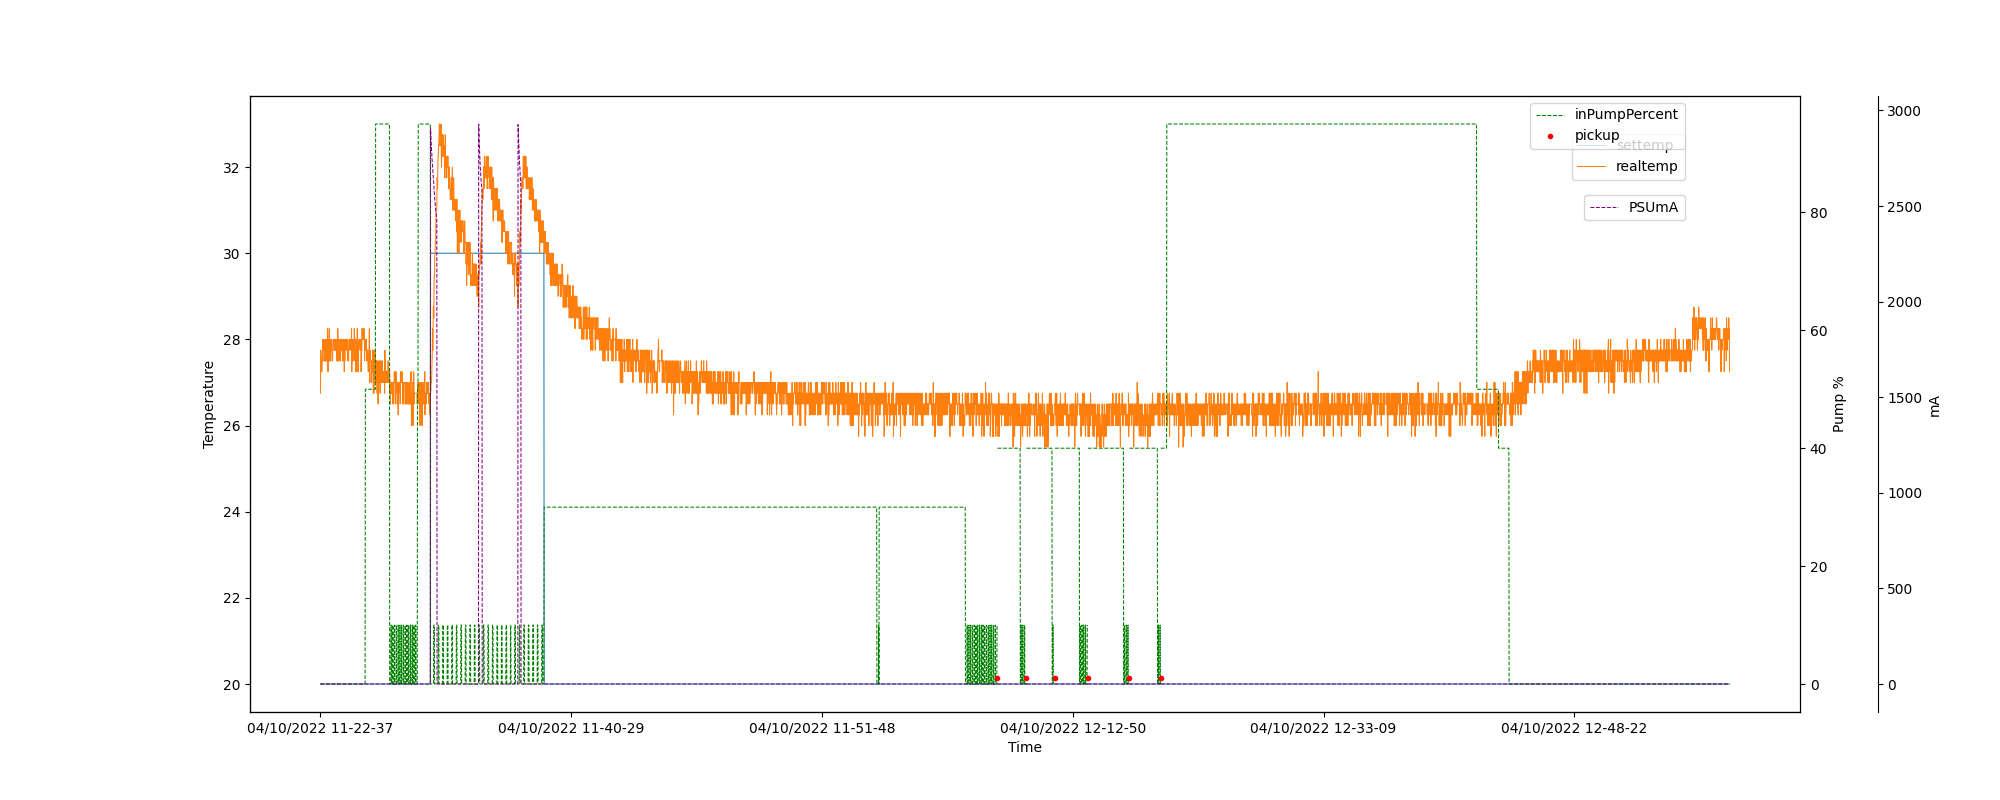 inPumpPercent
pickup
settemp
realtemp
PSUmA
32
30
28
26
24
22
20
Temperature
80
60
40
20
0
Pump %
3000
2500
2000
1500
1000
500
0
mA
04/10/2022 11-22-37
04/10/2022 11-40-29
04/10/2022 11-51-48
04/10/2022 12-12-50
04/10/2022 12-33-09
04/10/2022 12-48-22
Time